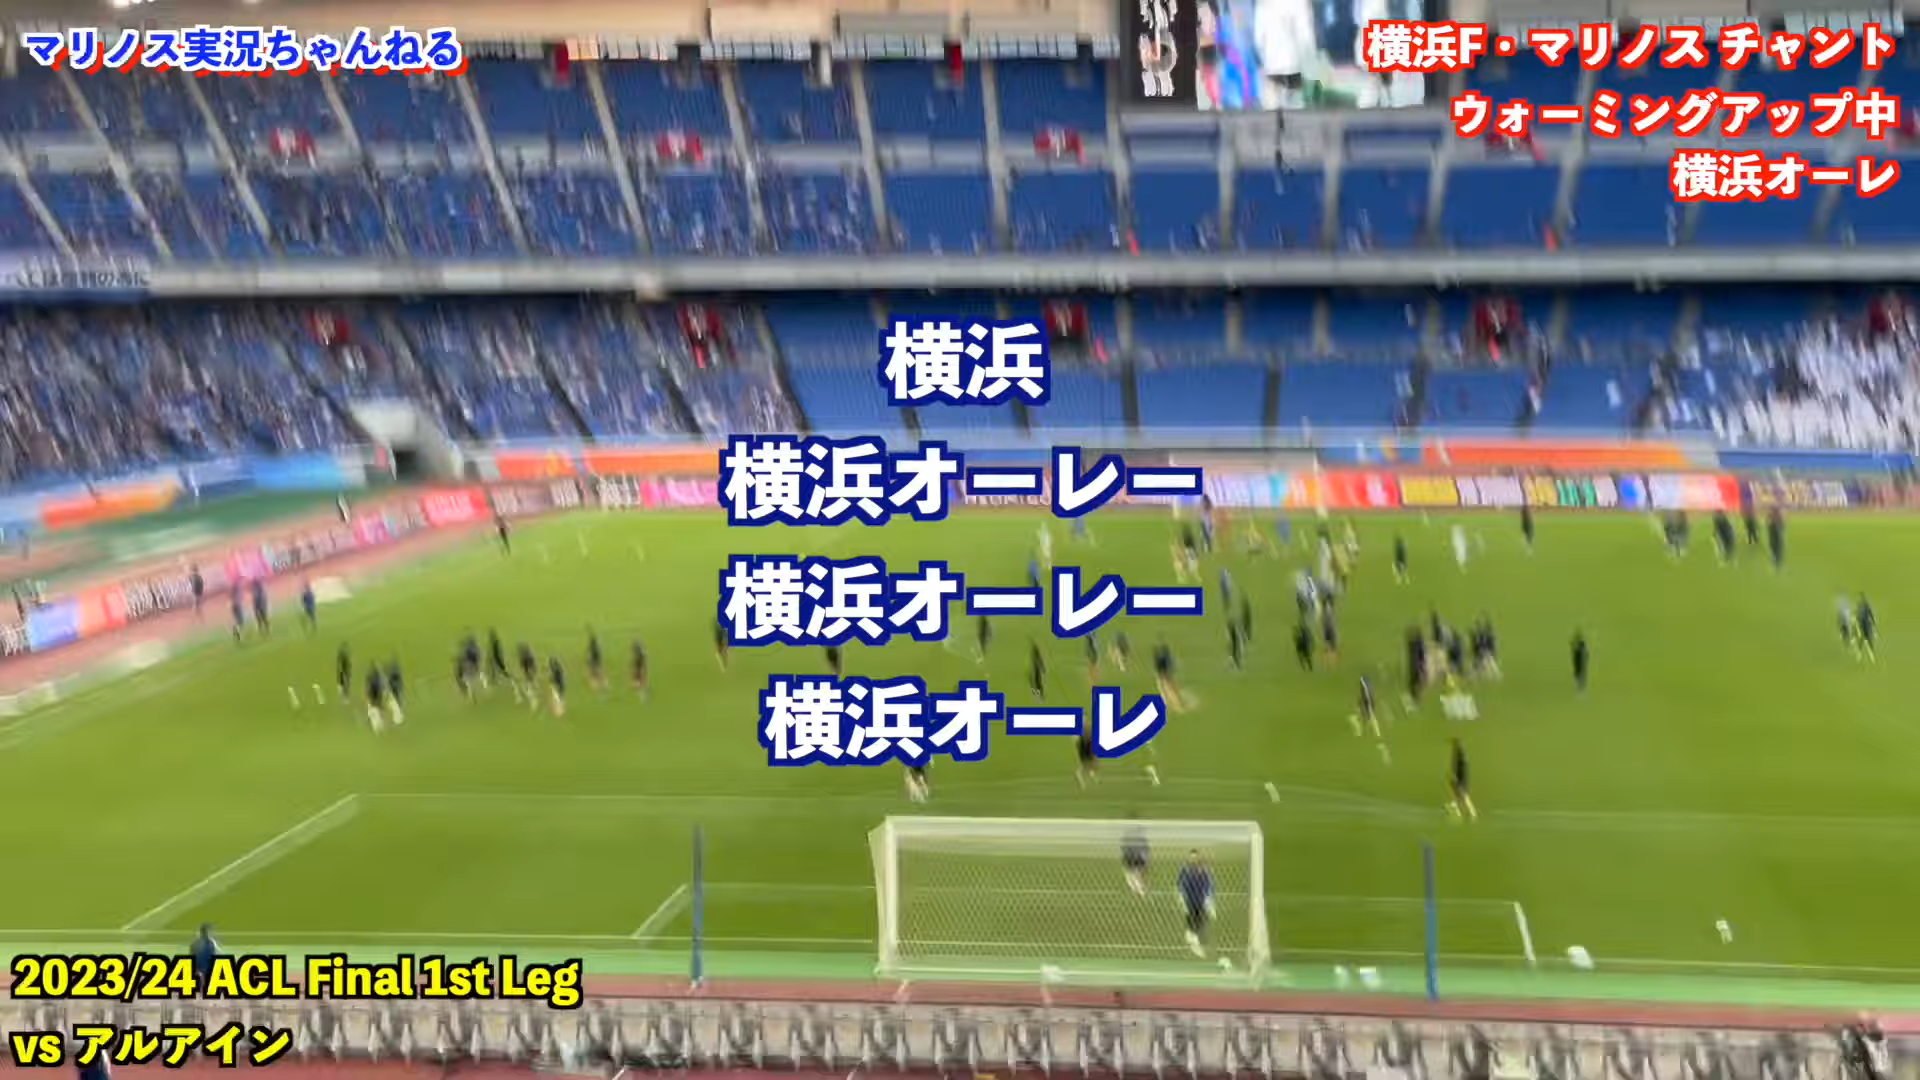 マリノス実況ちゃんねる
横浜F・マリノス チャント
ウォーミングアップ中
横浜オーレ
横浜
横浜オーレー
横浜オーレー
横浜オーレ
2023/24 ACL Final 1st Leg
vs アルアイン